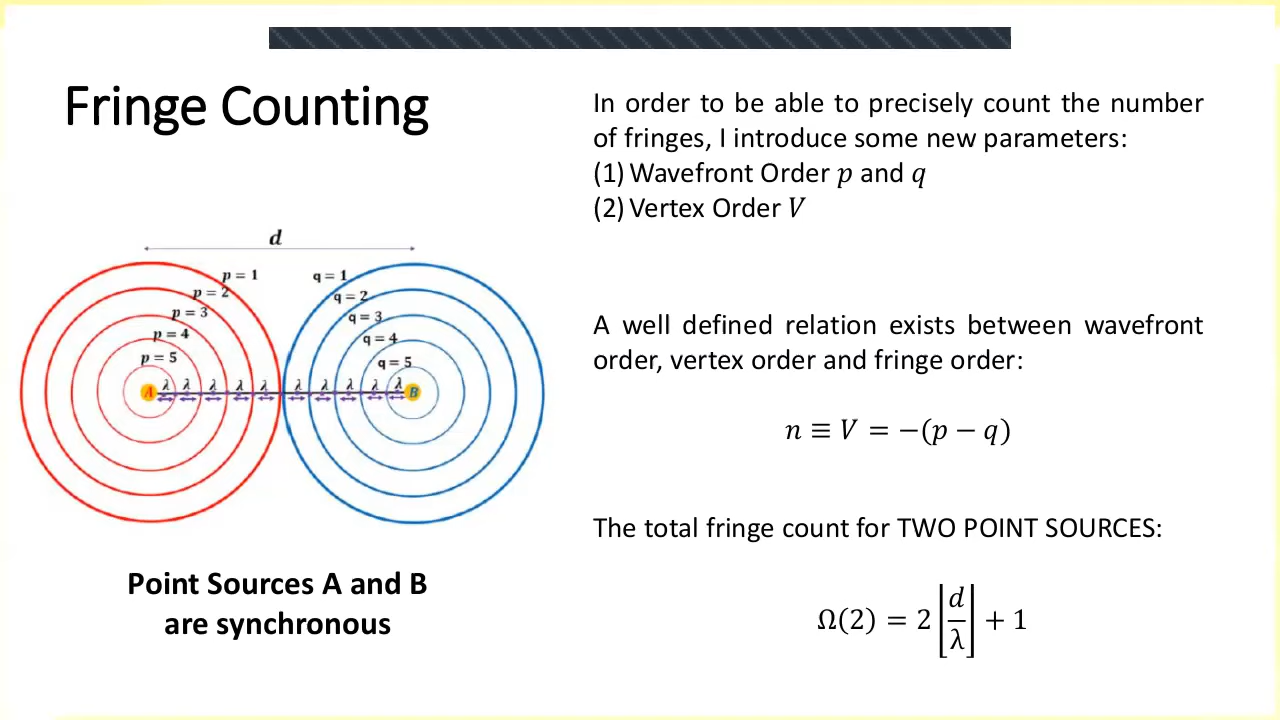 Fringe Counting
In order to be able to precisely count the number
of fringes, I introduce some new parameters:
(1) Wavefront Order 𝑝 and 𝑞
(2) Vertex Order 𝑉
d
p = 1
q = 1
p = 2
q = 2
p = 3
q = 3
p = 4
q = 4
p = 5
q = 5
λ λ λ λ λ λ λ λ λ λ
A B
Point Sources A and B
are synchronous
A well defined relation exists between wavefront
order, vertex order and fringe order:
𝑛 ≡ 𝑉 = −(𝑝 − 𝑞)
The total fringe count for TWO POINT SOURCES:
Ω(2) = 2 ⌊d/λ⌋ + 1